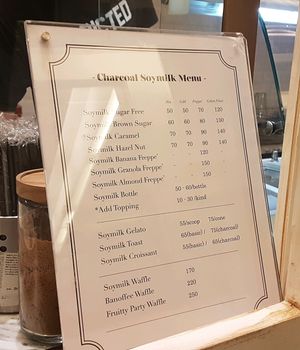 - Charcoal Soymilk Menu -
Hot Cold Frappe
Soymilk Sugar Free 50 50 70 120
Soymilk Brown Sugar 60 60 80 130
*Soymilk Caramel 70 70 90 140
Soymilk Hazel Nut 70 70 90 140
Soymilk Banana Freppe' - 150
Soymilk Granola Freppe' - 150
Soymilk Almond Freppe' - 150
Soymilk Bottle 50 - 60/bottle
*Add Topping 10 - 30 /kind
Soymilk Gelato 55/scoop 75/cone
Soymilk Toast 65(basic) / 75(charcoal)
Soymilk Croissant 55(basic) / 65(charcoal)
Soymilk Waffle 170
Banoffee Waffle 220
Fruitty Party Waffle 250